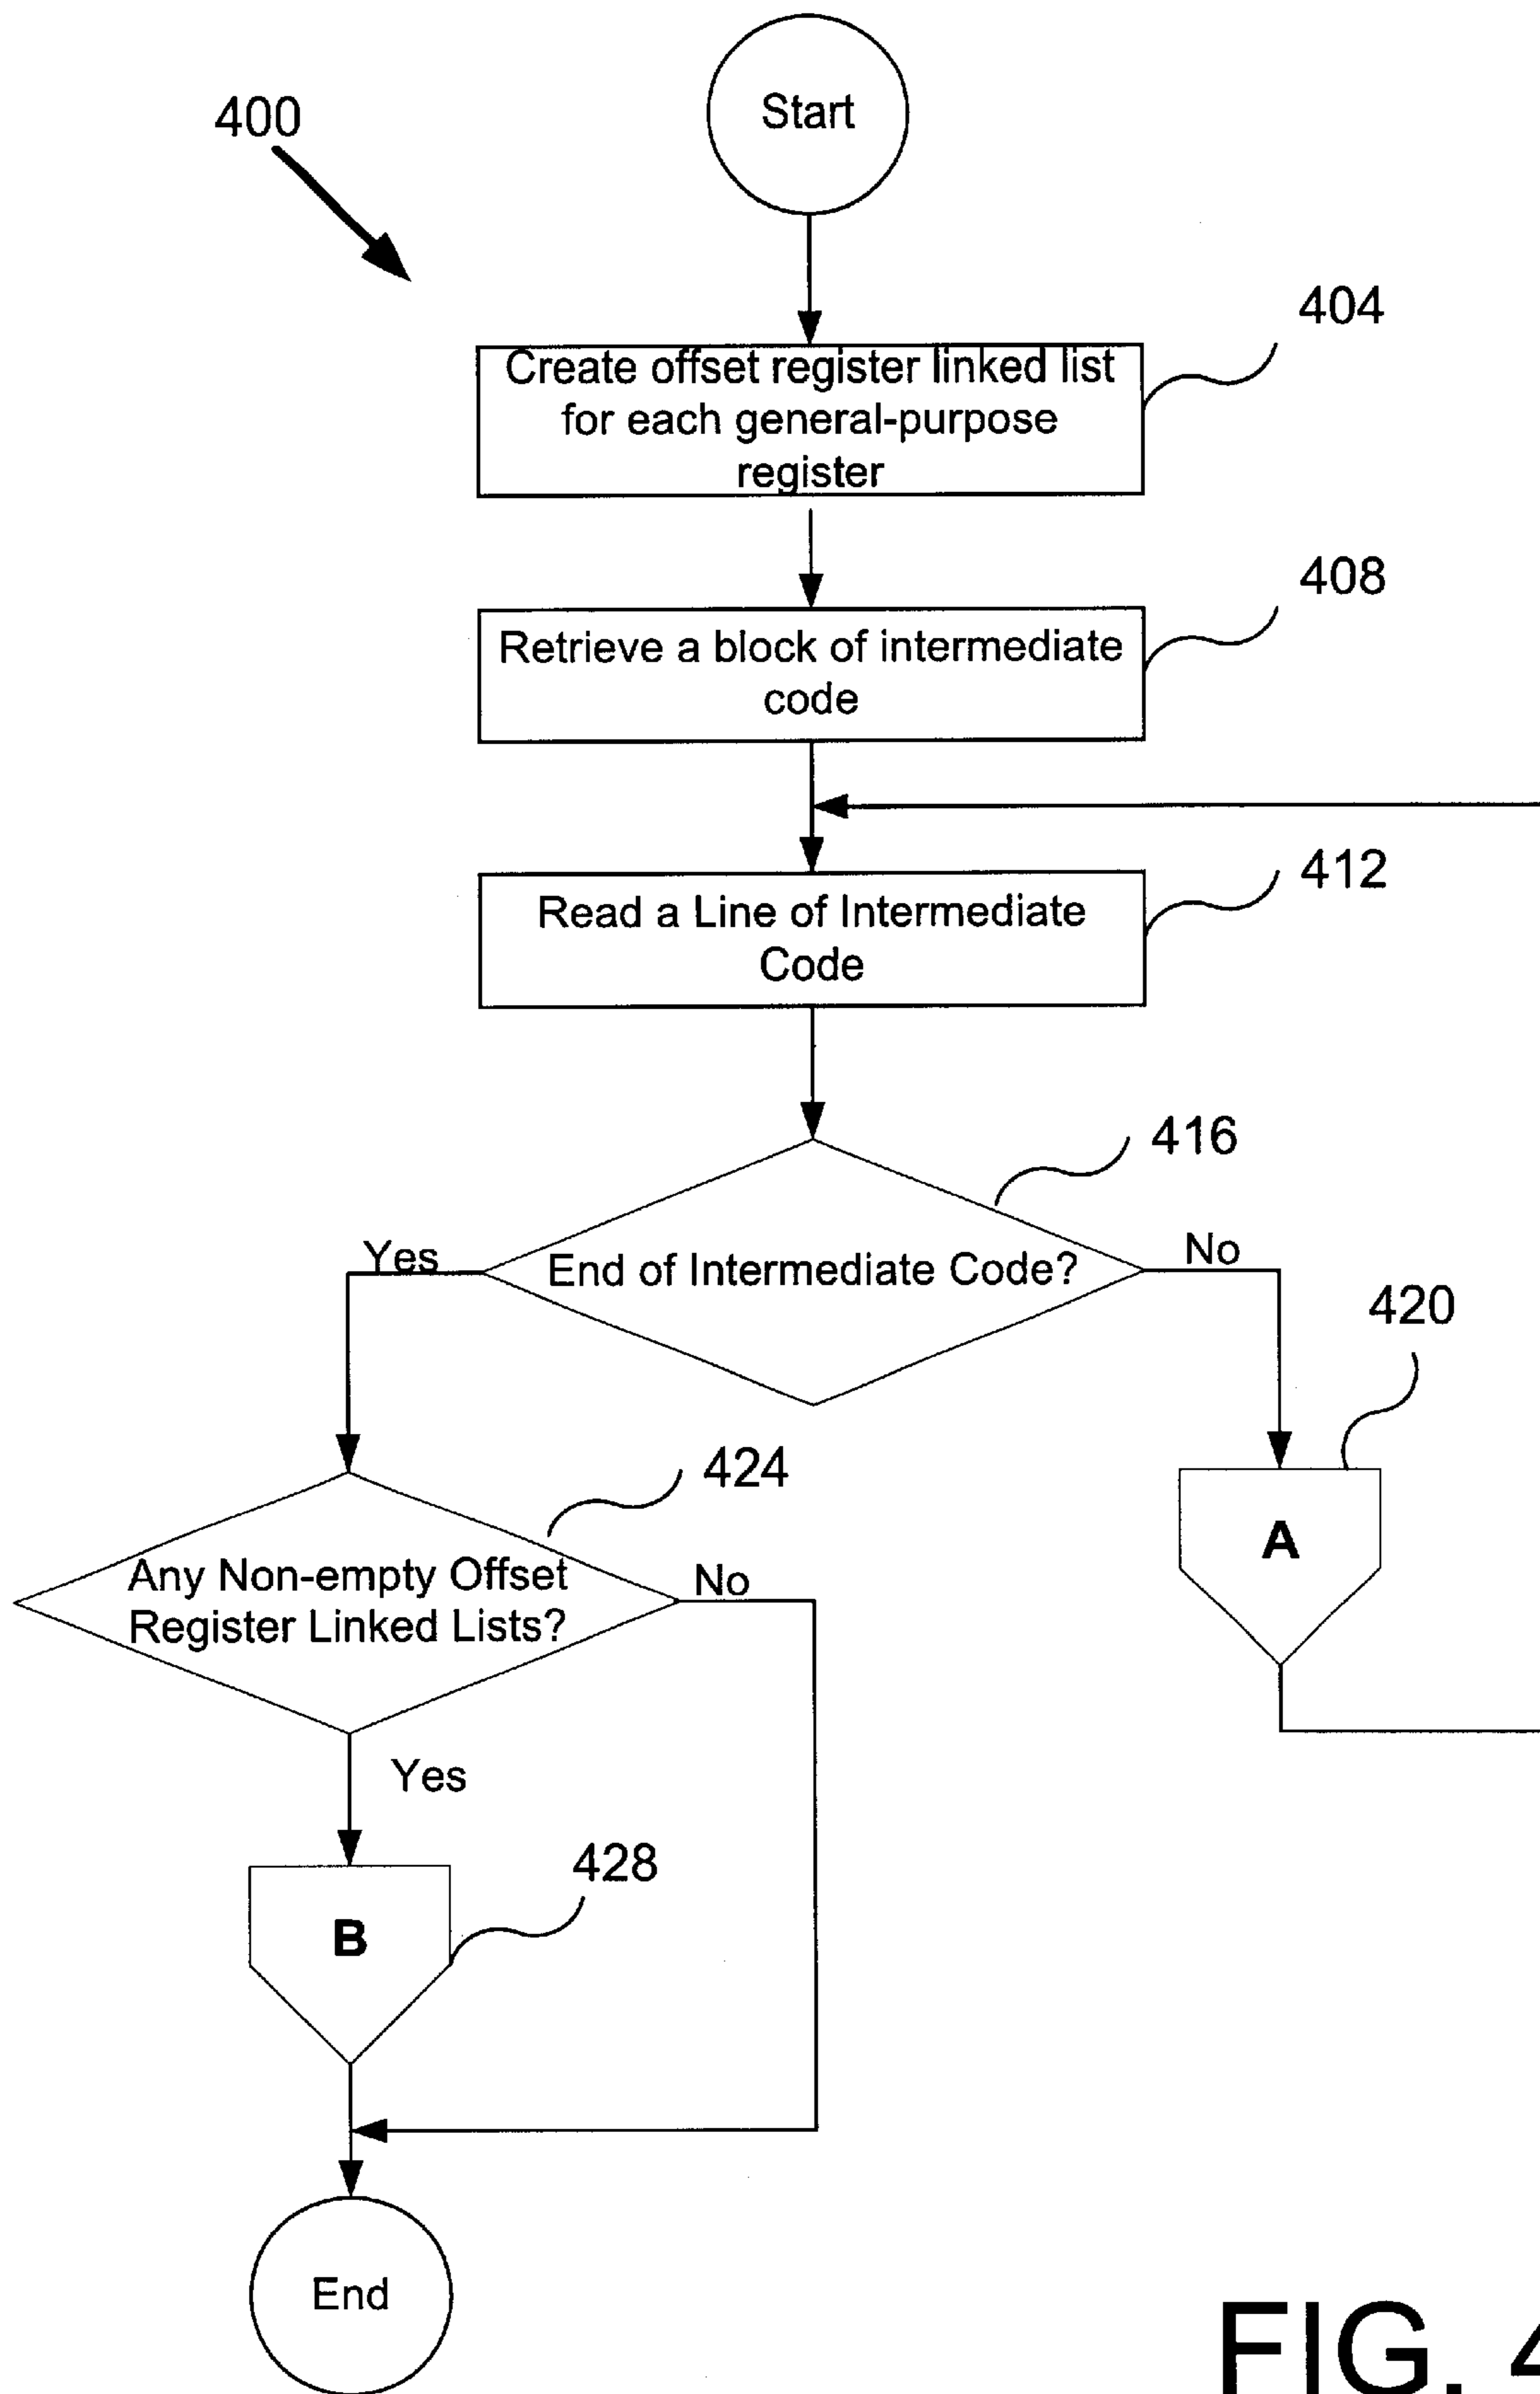 Start
400
404
Create offset register linked list
for each general-purpose
register
408
Retrieve a block of intermediate
code
412
Read a Line of Intermediate
Code
416
Yes
End of Intermediate Code?
No
420
A
424
Any Non-empty Offset
Register Linked Lists?
No
Yes
428
B
End
FIG. 4